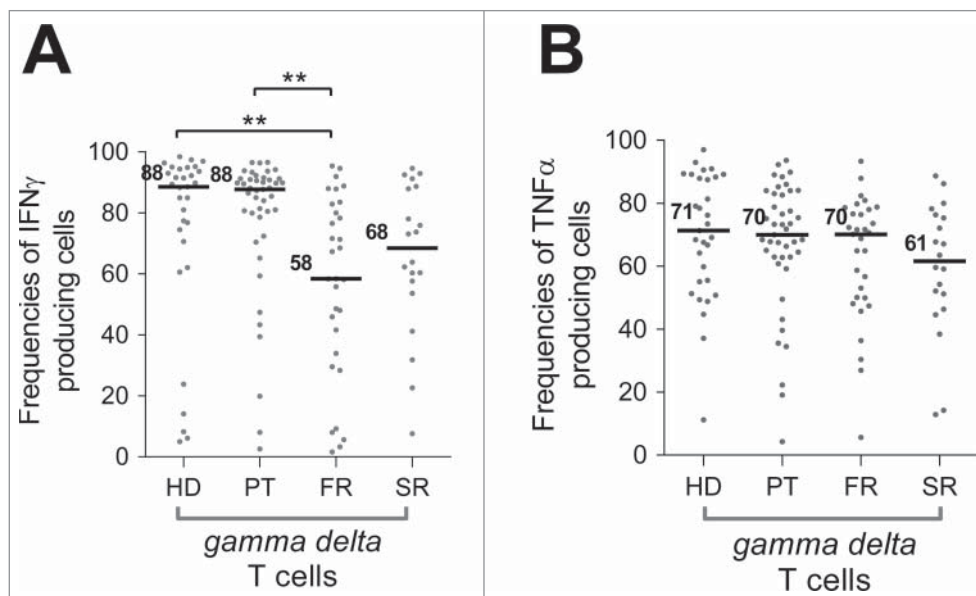 A
Frequencies of IFNγ
producing cells
100
80
60
40
20
0
**
**
88
88
58
68
HD PT FR SR
gamma delta
T cells
B
Frequencies of TNFα
producing cells
100
80
60
40
20
0
71
70
70
61
HD PT FR SR
gamma delta
T cells